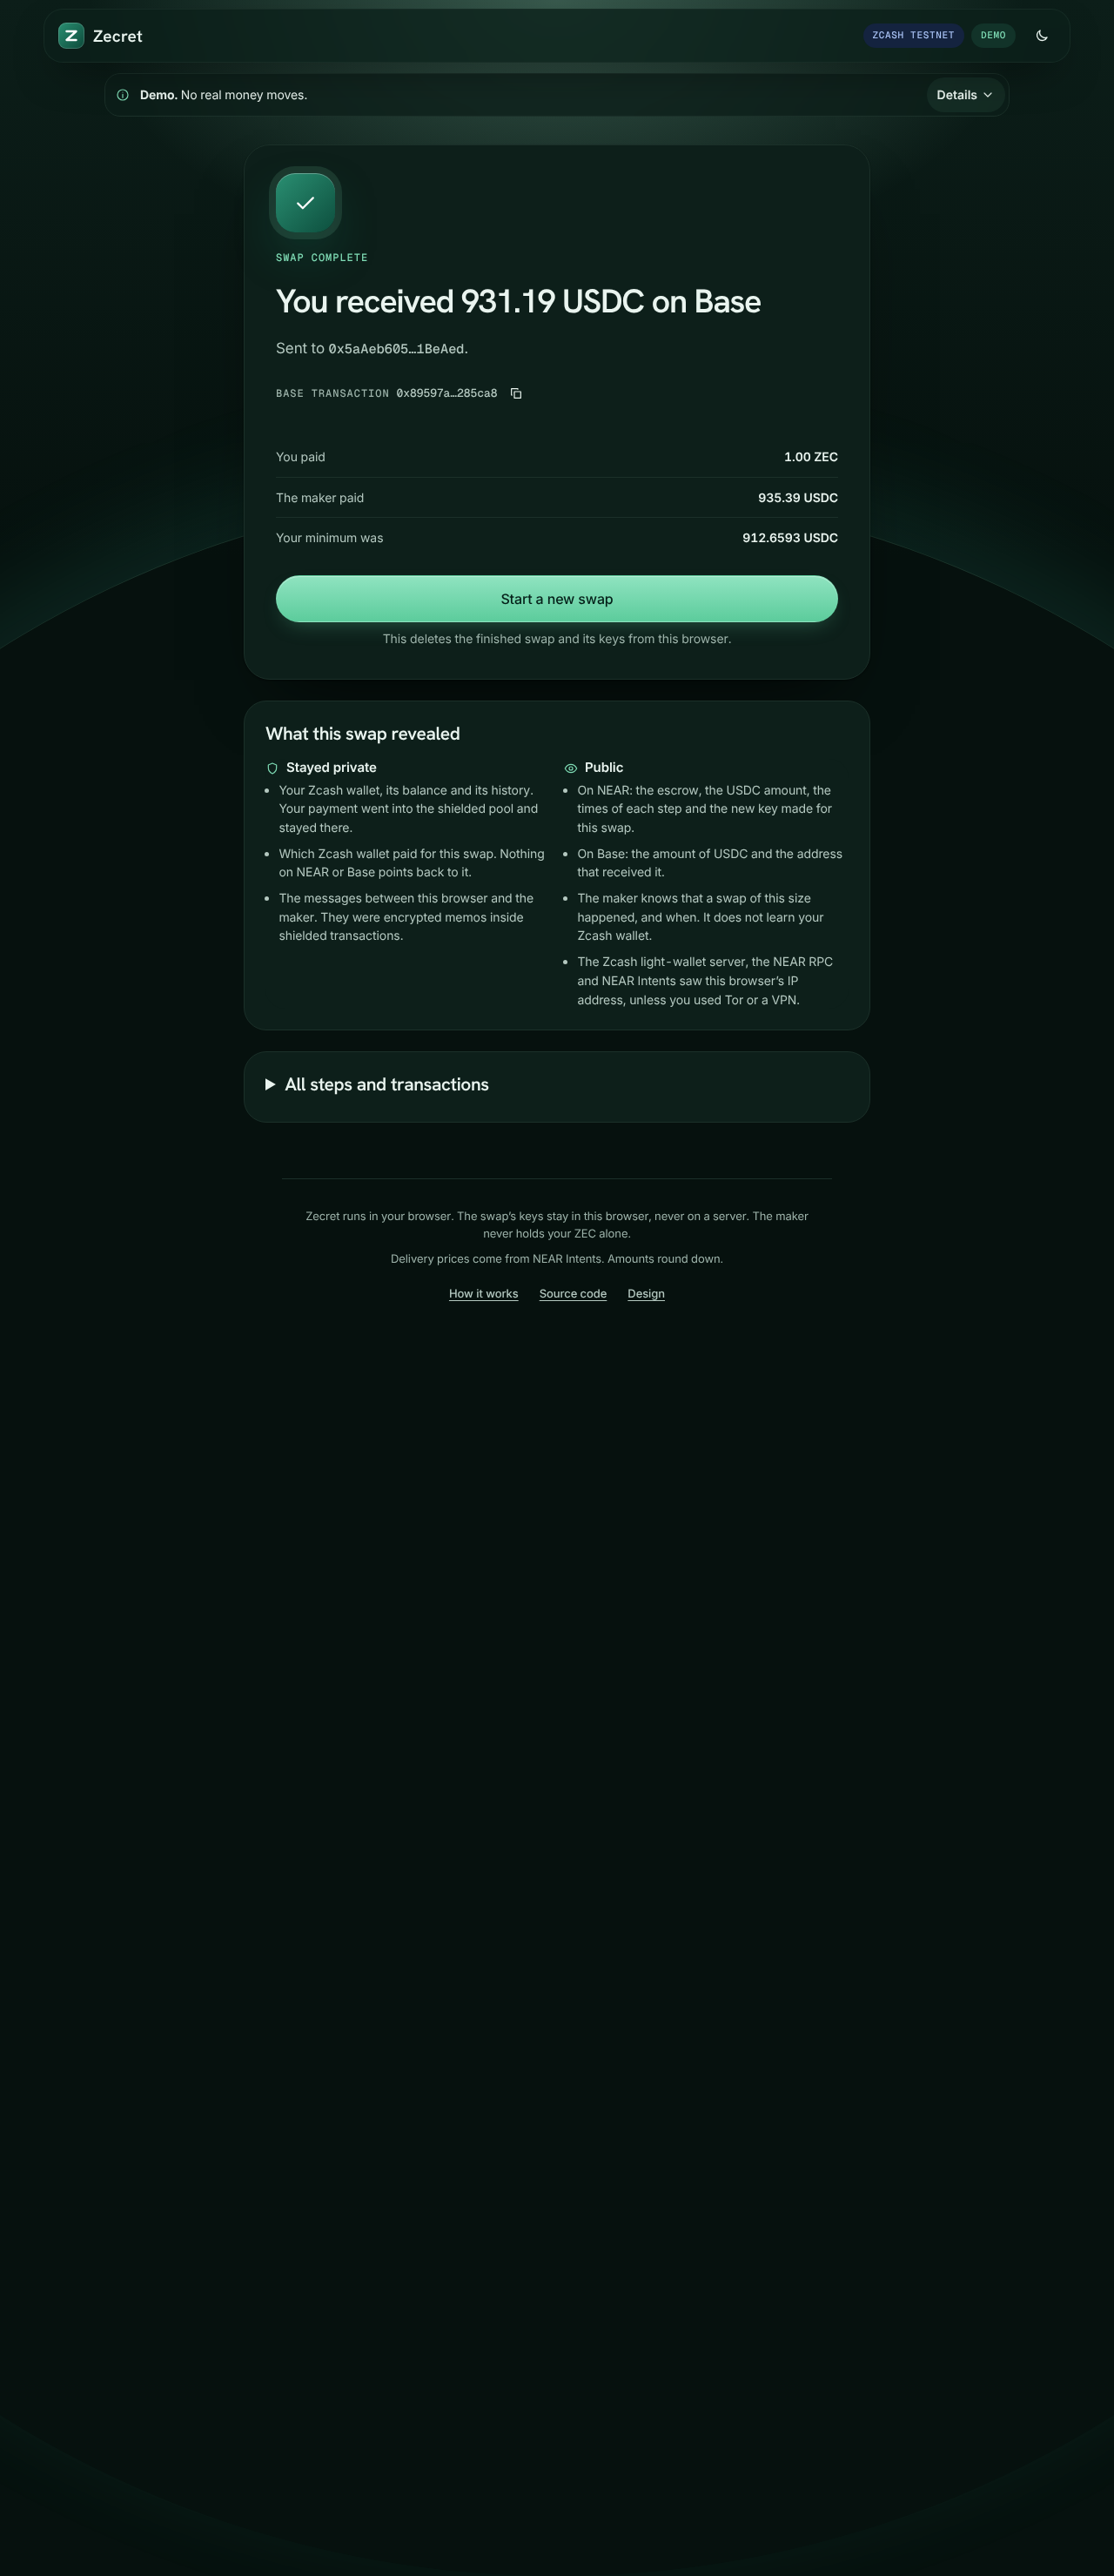 Zecret
ZCASH TESTNET
DEMO
Demo. No real money moves.
Details
SWAP COMPLETE
You received 931.19 USDC on Base
Sent to 0x5aAeb605…1BeAed.
BASE TRANSACTION 0x89597a…285ca8
You paid 1.00 ZEC
The maker paid 935.39 USDC
Your minimum was 912.6593 USDC
Start a new swap
This deletes the finished swap and its keys from this browser.
What this swap revealed
Stayed private
Your Zcash wallet, its balance and its history.
Your payment went into the shielded pool and
stayed there.
Which Zcash wallet paid for this swap. Nothing
on NEAR or Base points back to it.
The messages between this browser and the
maker. They were encrypted memos inside
shielded transactions.
Public
On NEAR: the escrow, the USDC amount, the
times of each step and the new key made for
this swap.
On Base: the amount of USDC and the address
that received it.
The maker knows that a swap of this size
happened, and when. It does not learn your
Zcash wallet.
The Zcash light-wallet server, the NEAR RPC
and NEAR Intents saw this browser’s IP
address, unless you used Tor or a VPN.
All steps and transactions
Zecret runs in your browser. The swap’s keys stay in this browser, never on a server. The maker
never holds your ZEC alone.
Delivery prices come from NEAR Intents. Amounts round down.
How it works
Source code
Design